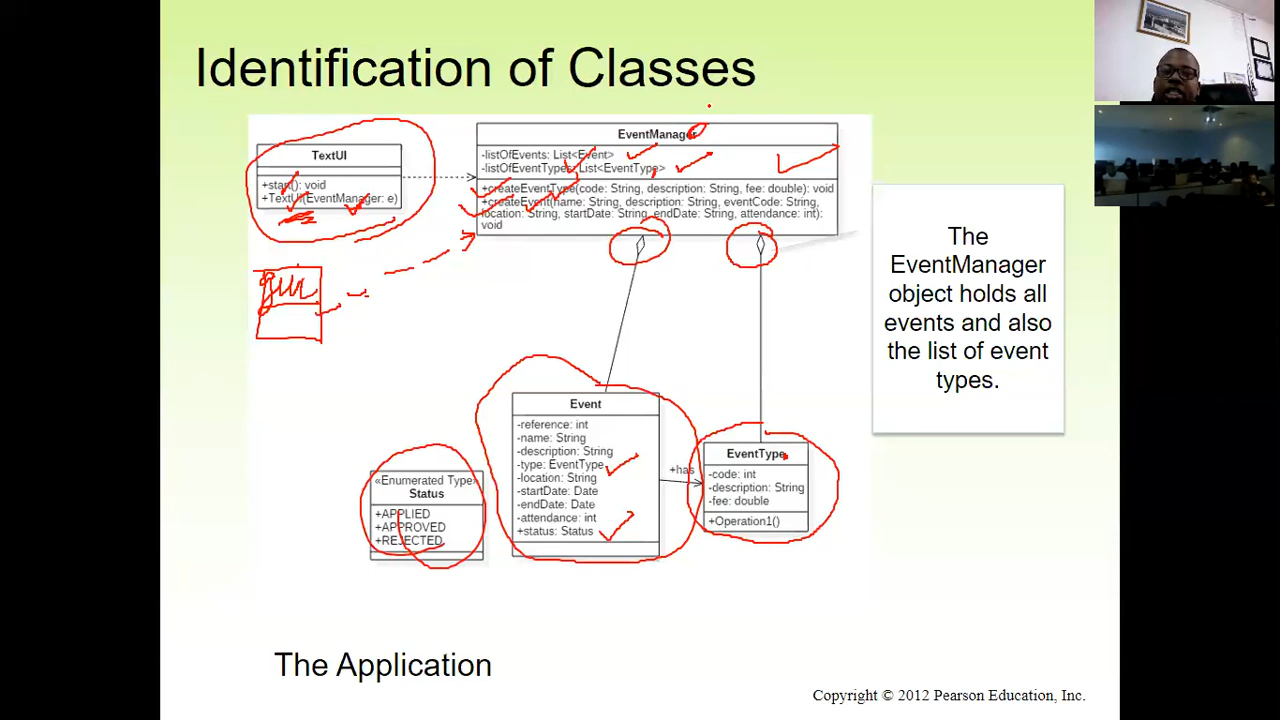 Identification of Classes
TextUI
+start(): void
+TextUI(EventManager: e)
EventManager
-listOfEvents: List<Event>
-listOfEventTypes: List<EventType>
+createEventType(code: String, description: String, fee: double): void
+createEvent(name: String, description: String, eventCode: String,
location: String, startDate: String, endDate: String, attendance: int):
void
gui
The
EventManager
object holds all
events and also
the list of event
types.
«Enumerated Type»
Status
+APPLIED
+APPROVED
+REJECTED
Event
-reference: int
-name: String
-description: String
-type: EventType
-location: String
-startDate: Date
-endDate: Date
-attendance: int
+status: Status
+has
EventType
-code: int
-description: String
-fee: double
+Operation1()
The Application
Copyright © 2012 Pearson Education, Inc.